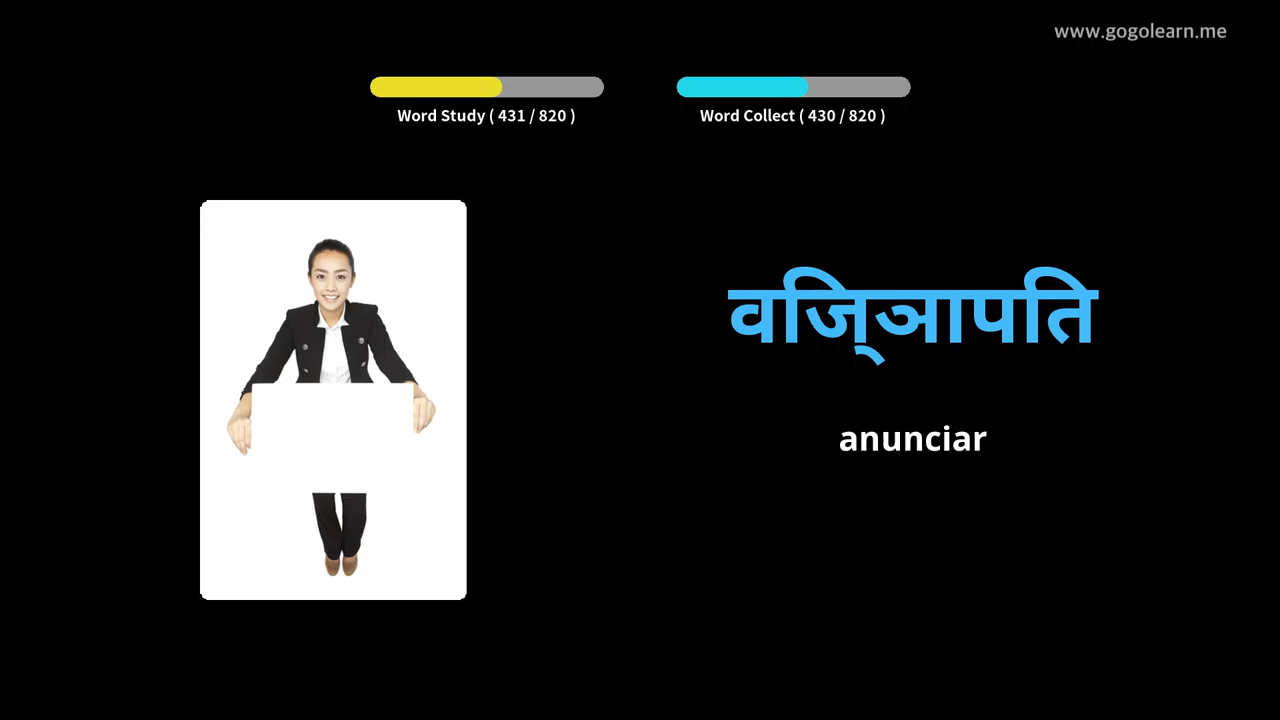 www.gogolearn.me
Word Study ( 431 / 820 )
Word Collect ( 430 / 820 )
वजि्ञापति
anunciar